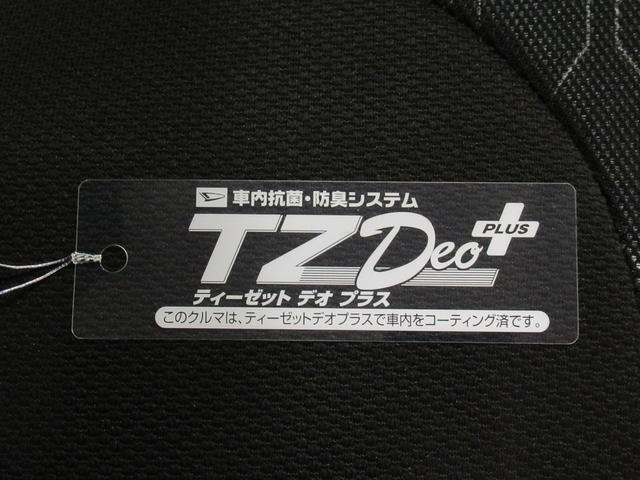 車内抗菌・防臭システム
TZ Deo PLUS
ティーゼット デオ プラス
このクルマは、ティーゼットデオプラスで車内をコーティング済です。